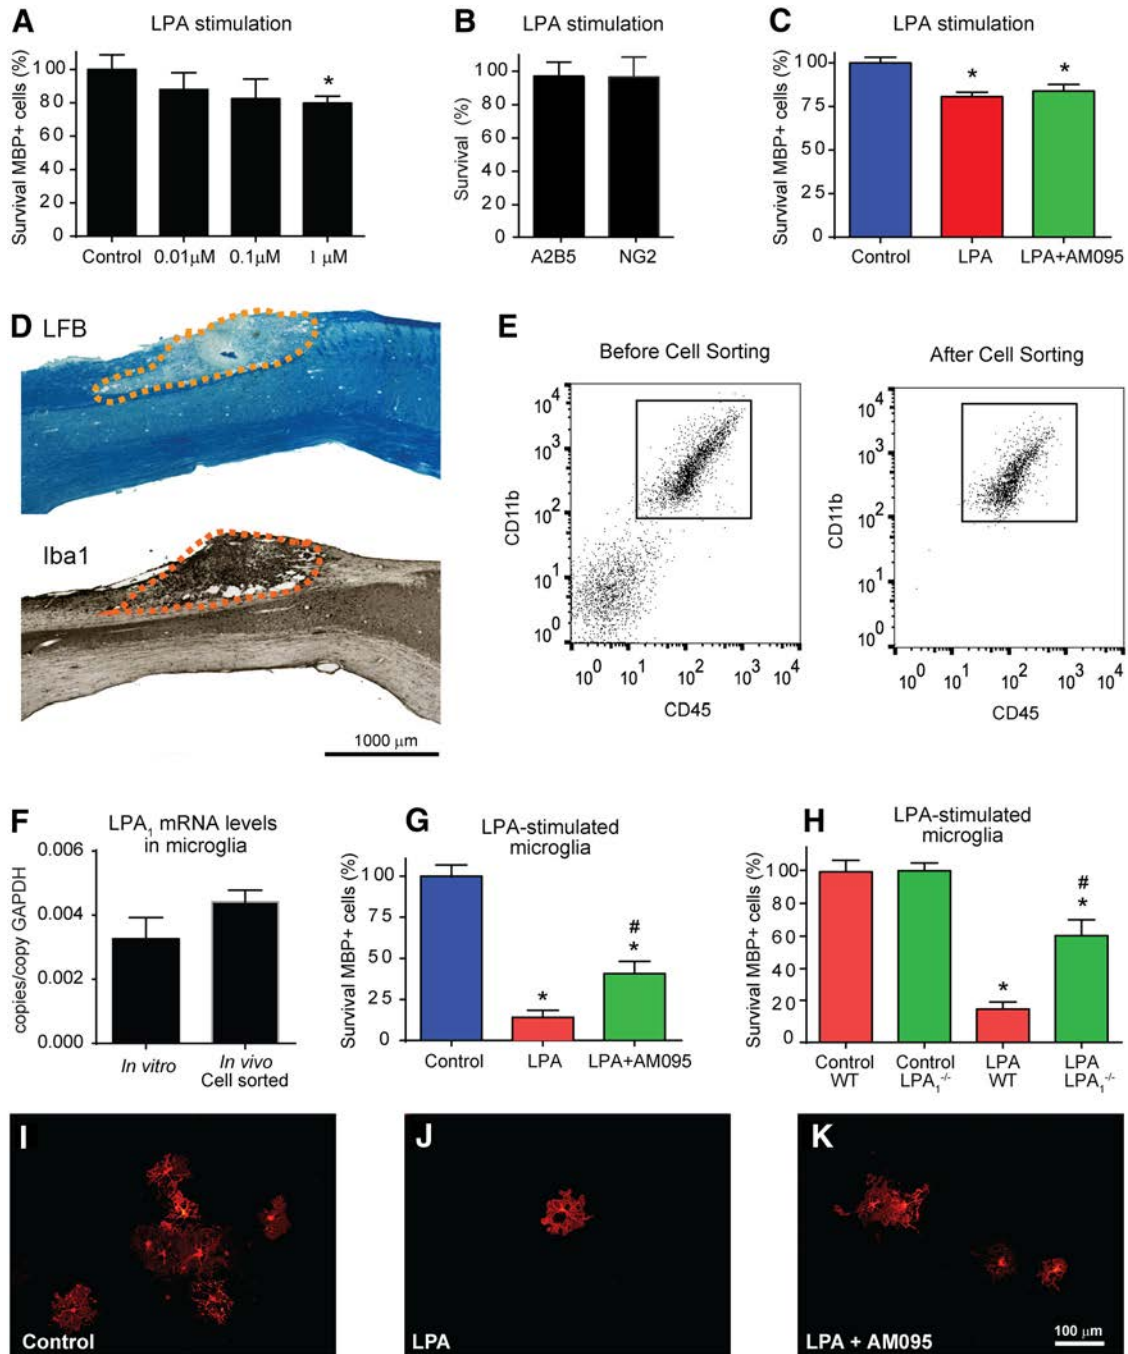 A
LPA stimulation
Survival MBP+ cells (%)
100
80
60
40
20
0
Control 0.01μM 0.1μM 1 μM
*
B
LPA stimulation
Survival (%)
100
80
60
40
20
0
A2B5 NG2
C
LPA stimulation
Survival MBP+ cells (%)
100
75
50
25
0
Control LPA LPA+AM095
* *
D
LFB
Iba1
1000 μm
E
Before Cell Sorting
CD11b
10⁴
10³
10²
10¹
10⁰
10⁰ 10¹ 10² 10³ 10⁴
CD45
After Cell Sorting
CD11b
10⁴
10³
10²
10¹
10⁰
10⁰ 10¹ 10² 10³ 10⁴
CD45
F
LPA₁ mRNA levels
in microglia
copies/copy GAPDH
0.006
0.004
0.002
0.000
In vitro In vivo
Cell sorted
G
LPA-stimulated
microglia
Survival MBP+ cells (%)
100
75
50
25
0
Control LPA LPA+AM095
*
#
*
H
LPA-stimulated
microglia
Survival MBP+ cells (%)
100
80
60
40
20
0
Control Control LPA LPA
WT LPA₁⁻/⁻ WT LPA₁⁻/⁻
*
#
*
I
Control
J
LPA
K
LPA + AM095
100 μm